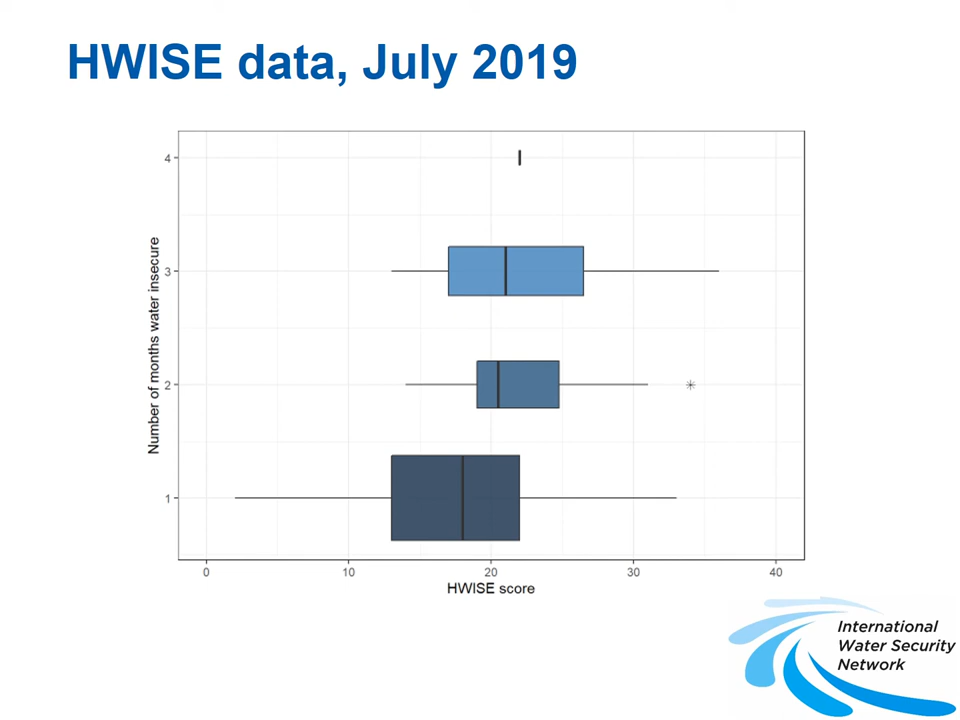 HWISE data, July 2019
Number of months water insecure
4
3
2
1
0 10 20 30 40
HWISE score
International
Water Security
Network